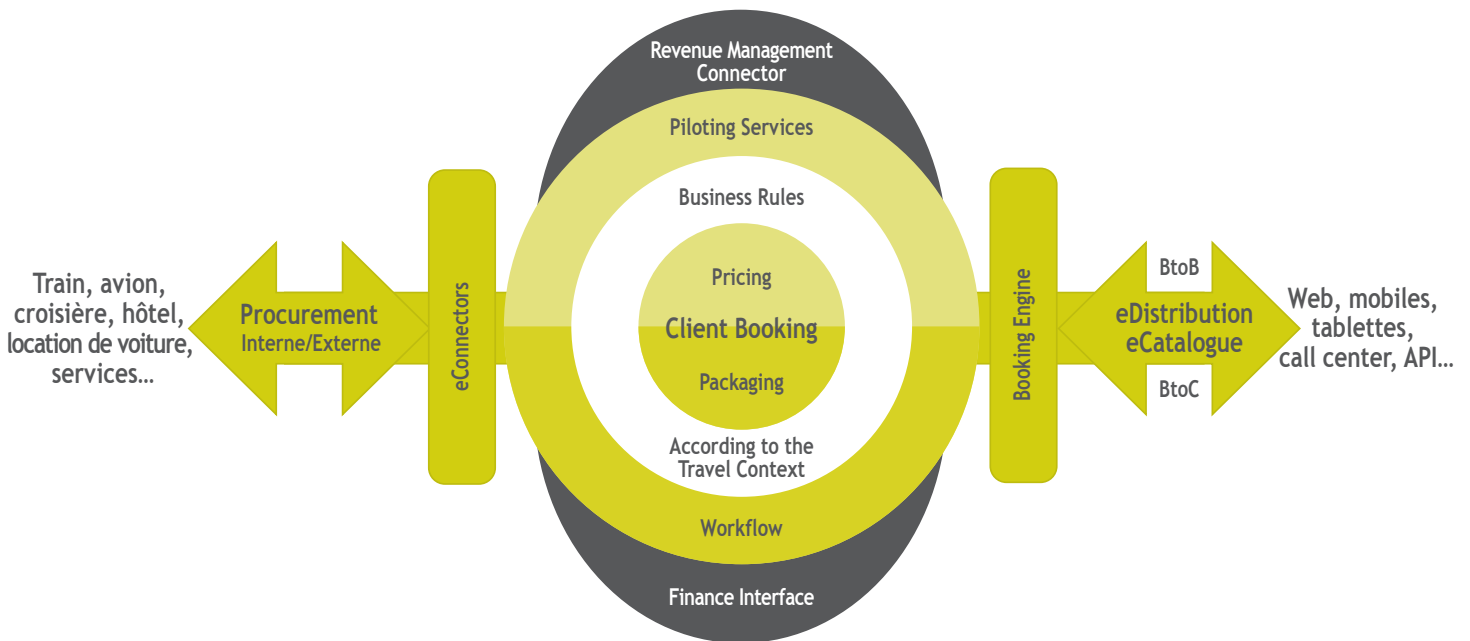 Revenue Management
Connector
Piloting Services
Business Rules
Pricing
Client Booking
Packaging
According to the
Travel Context
Workflow
Finance Interface
Train, avion,
croisière, hôtel,
location de voiture,
services...
Procurement
Interne/Externe
eConnectors
Booking Engine
BtoB
eDistribution
eCatalogue
BtoC
Web, mobiles,
tablettes,
call center, API...